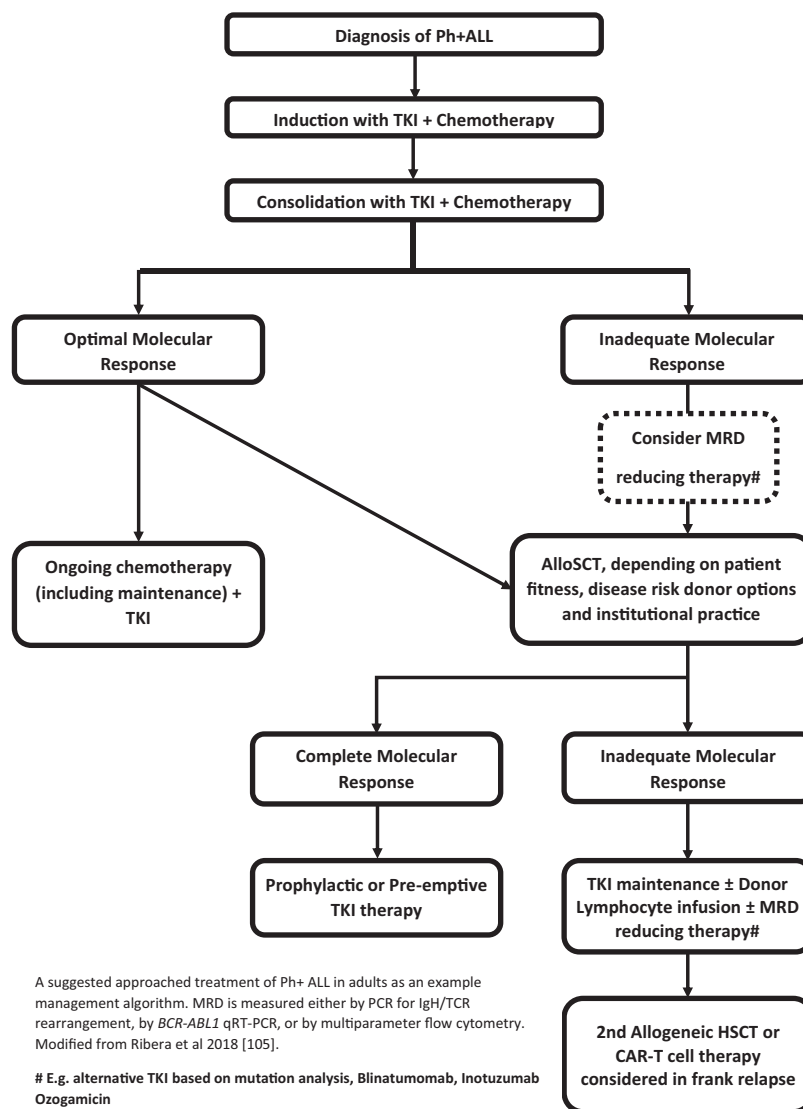 Diagnosis of Ph+ALL
Induction with TKI + Chemotherapy
Consolidation with TKI + Chemotherapy
Optimal Molecular
Response
Inadequate Molecular
Response
Consider MRD
reducing therapy#
Ongoing chemotherapy
(including maintenance) +
TKI
AlloSCT, depending on patient
fitness, disease risk donor options
and institutional practice
Complete Molecular
Response
Inadequate Molecular
Response
Prophylactic or Pre-emptive
TKI therapy
TKI maintenance ± Donor
Lymphocyte infusion ± MRD
reducing therapy#
2nd Allogeneic HSCT or
CAR-T cell therapy
considered in frank relapse
A suggested approached treatment of Ph+ ALL in adults as an example
management algorithm. MRD is measured either by PCR for IgH/TCR
rearrangement, by BCR-ABL1 qRT-PCR, or by multiparameter flow cytometry.
Modified from Ribera et al 2018 [105].
# E.g. alternative TKI based on mutation analysis, Blinatumomab, Inotuzumab
Ozogamicin